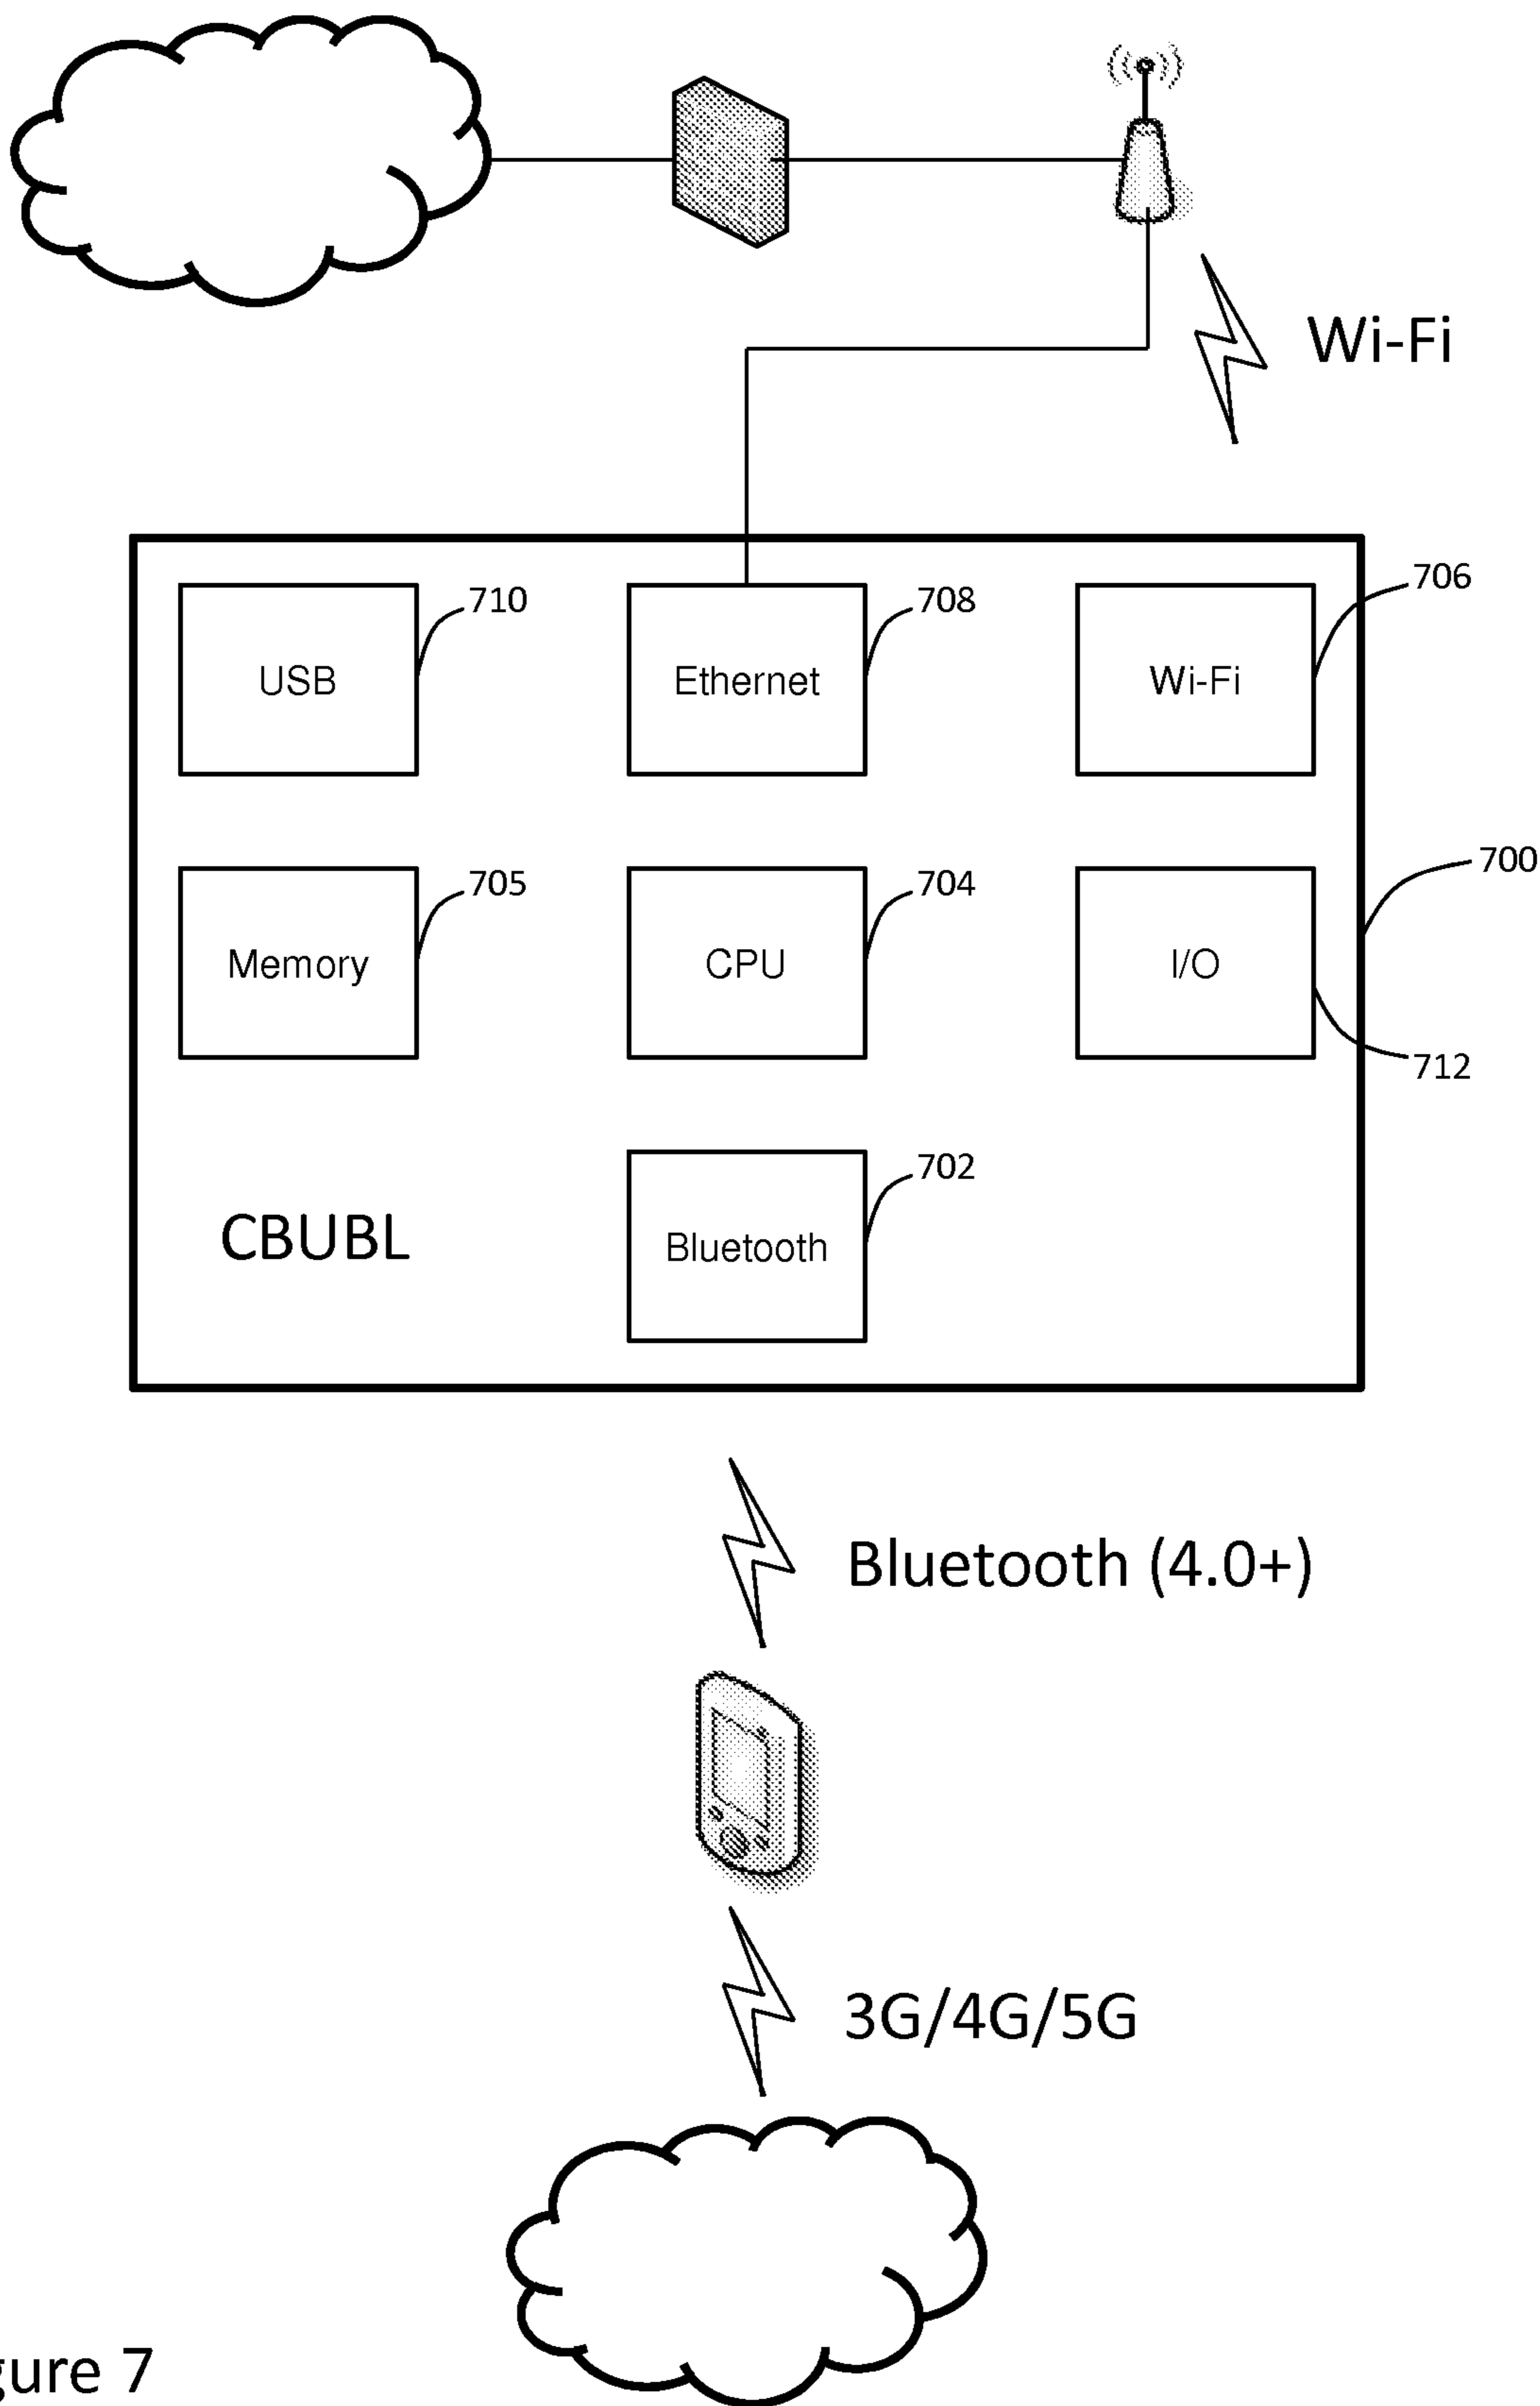 Wi-Fi
710
708
706
USB
Ethernet
Wi-Fi
700
705
704
Memory
CPU
I/O
712
702
CBUBL
Bluetooth
Bluetooth (4.0+)
3G/4G/5G
gure 7